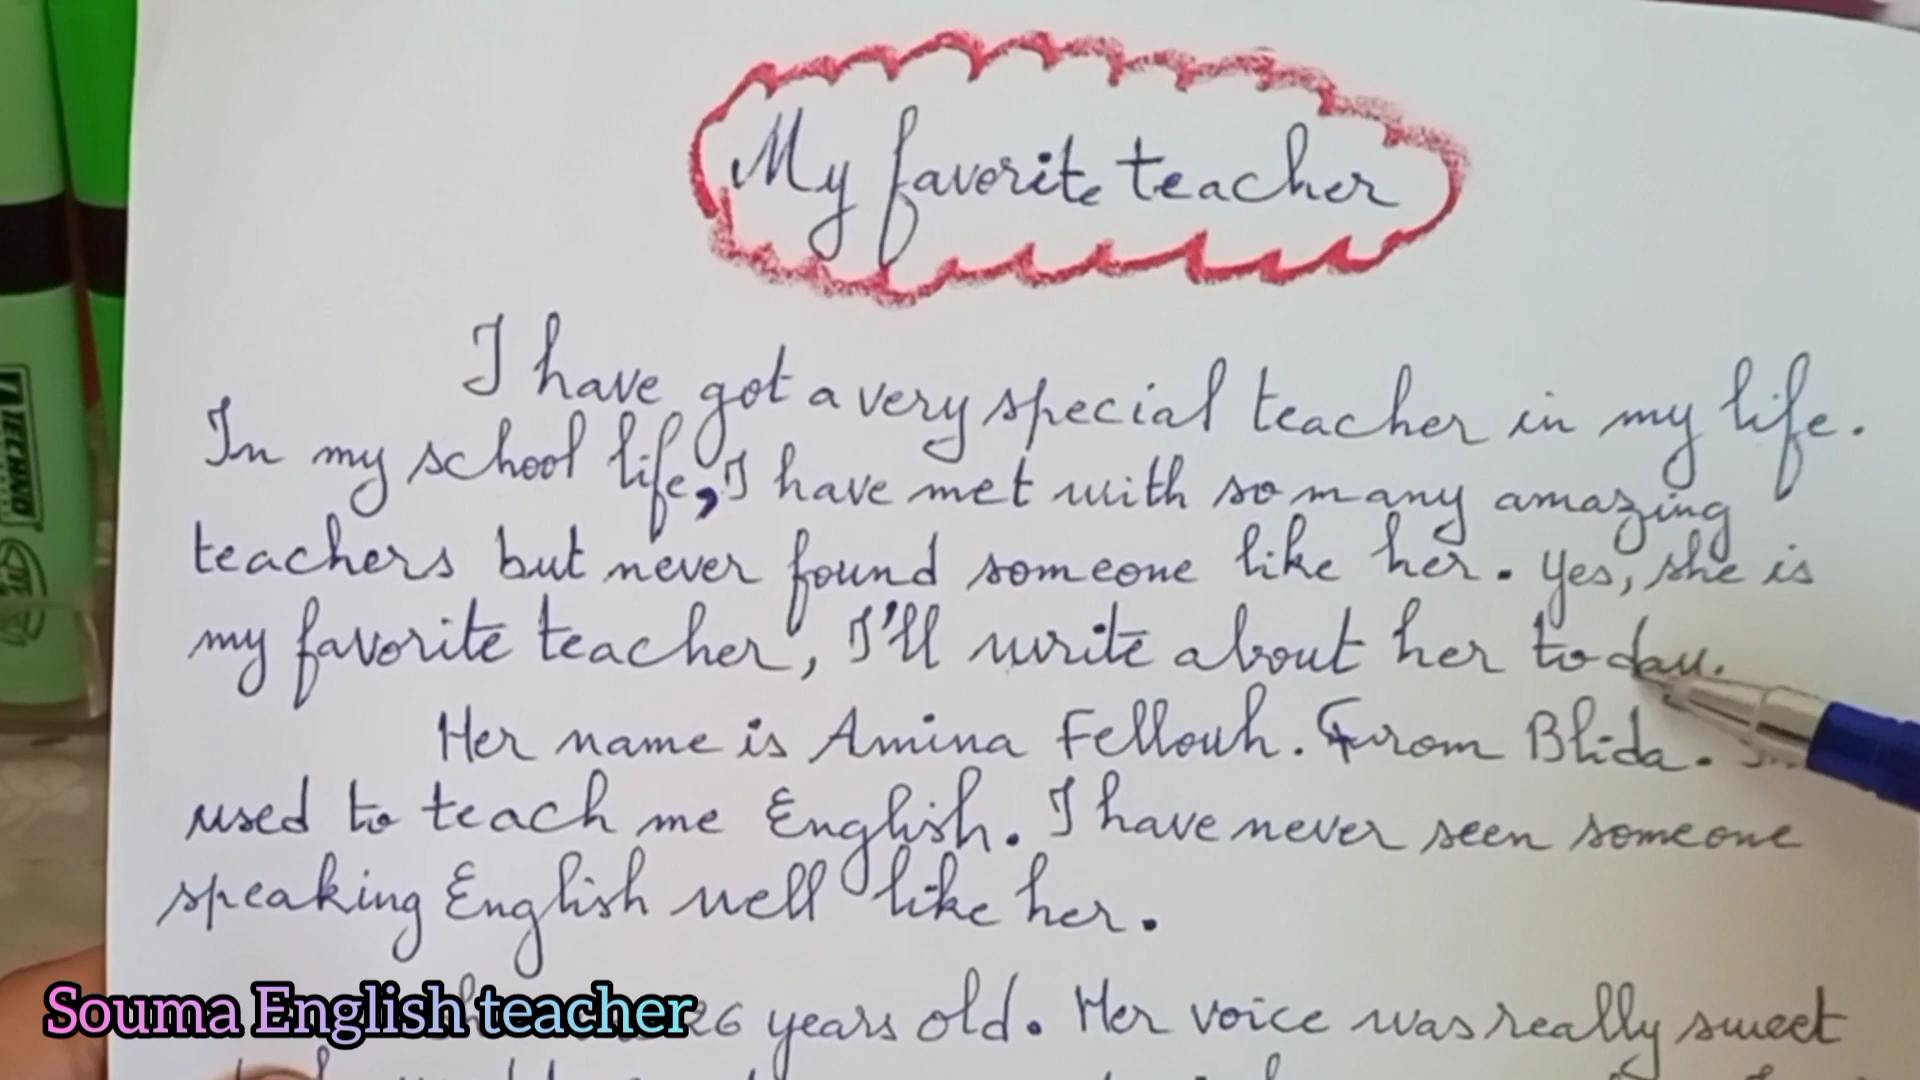 My favorite teacher
I have got a very special teacher in my life.
In my school life, I have met with so many amazing
teachers but never found someone like her. Yes, she is
my favorite teacher, I'll write about her today.
Her name is Amina Fellouh. From Blida.
used to teach me English. I have never seen someone
speaking English well like her.
26 years old. Her voice was really sweet
Souma English teacher
TECHNO